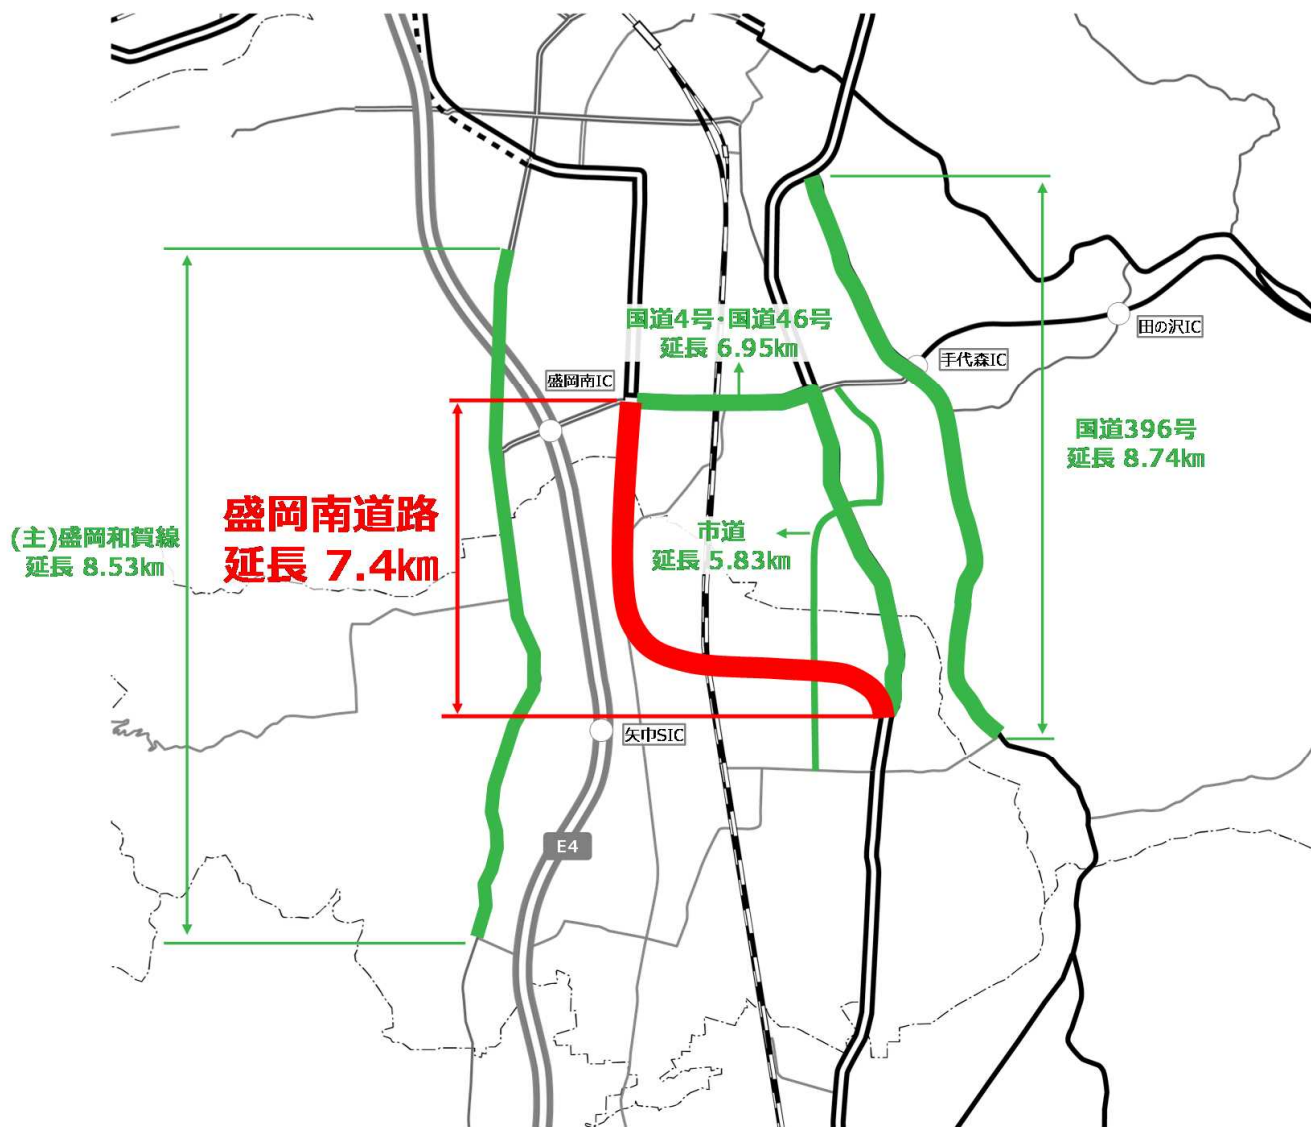 国道4号・国道46号
延長 6.95km
田の沢IC
手代森IC
盛岡南IC
国道396号
延長 8.74km
盛岡南道路
延長 7.4km
(主)盛岡和賀線
延長 8.53km
市道
延長 5.83km
矢巾SIC
E4